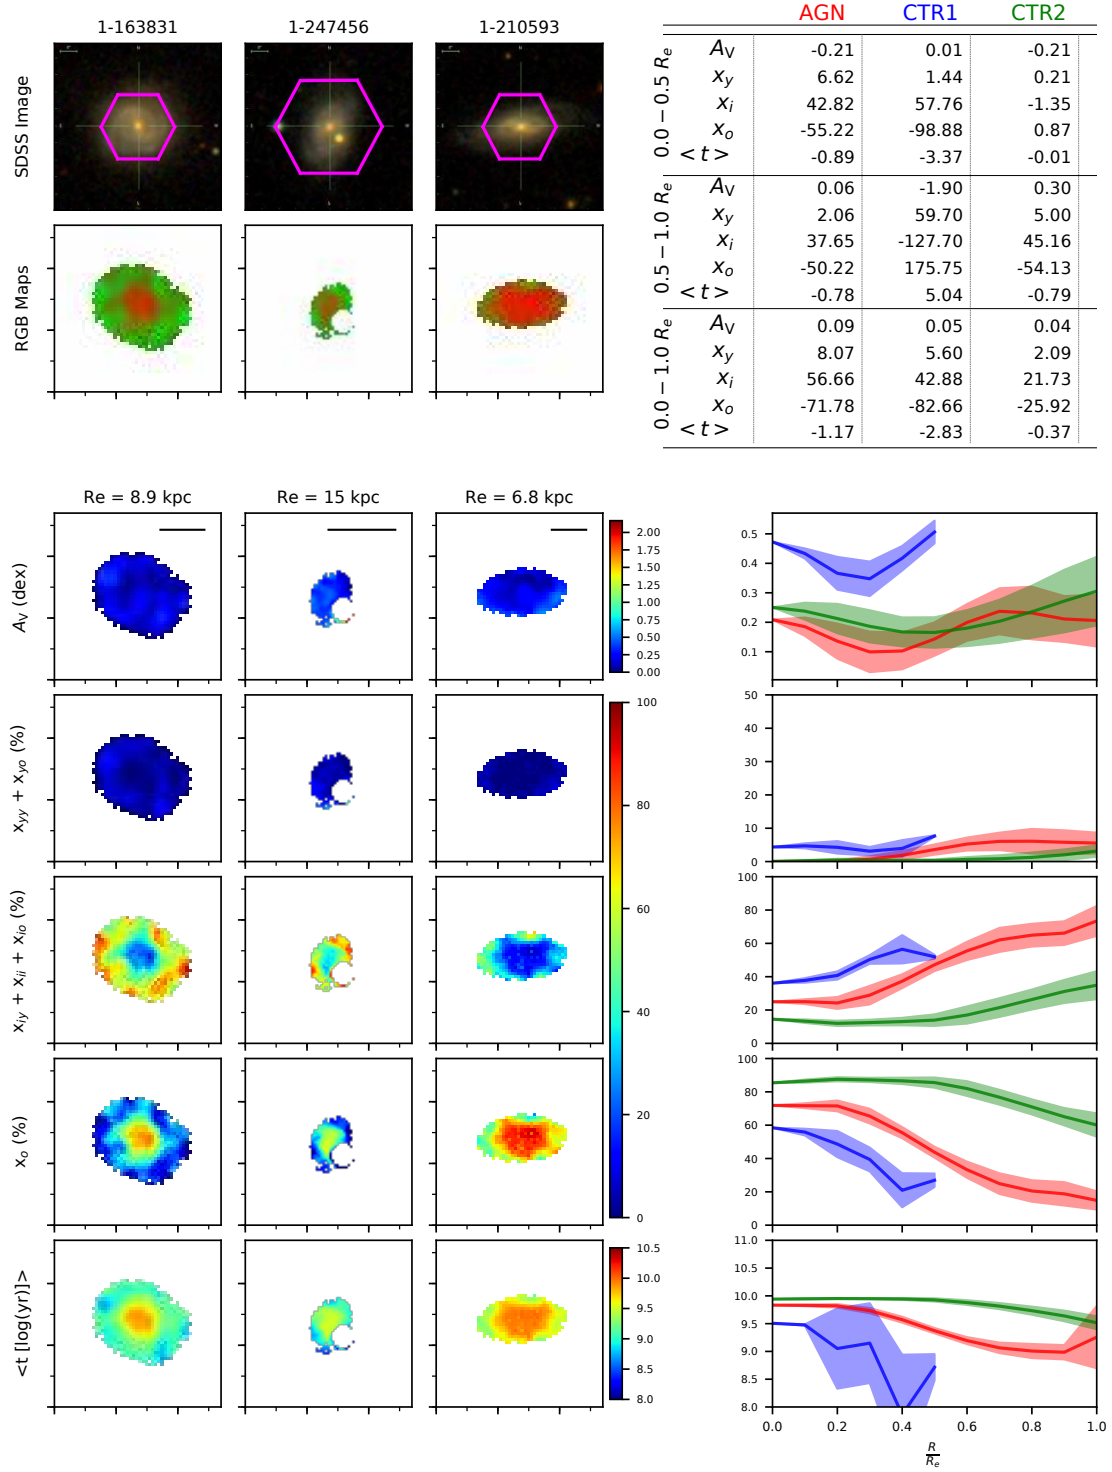 1-163831 1-247456 1-210593
SDSS Image
RGB Maps
AGN CTR1 CTR2
0.0 − 0.5 Re
AV -0.21 0.01 -0.21
xy 6.62 1.44 0.21
xi 42.82 57.76 -1.35
xo -55.22 -98.88 0.87
<t> -0.89 -3.37 -0.01
0.5 − 1.0 Re
AV 0.06 -1.90 0.30
xy 2.06 59.70 5.00
xi 37.65 -127.70 45.16
xo -50.22 175.75 -54.13
<t> -0.78 5.04 -0.79
0.0 − 1.0 Re
AV 0.09 0.05 0.04
xy 8.07 5.60 2.09
xi 56.66 42.88 21.73
xo -71.78 -82.66 -25.92
<t> -1.17 -2.83 -0.37
Re = 8.9 kpc Re = 15 kpc Re = 6.8 kpc
AV (dex)
2.00
1.75
1.50
1.25
1.00
0.75
0.50
0.25
0.00
0.5
0.4
0.3
0.2
0.1
xyy + xyo (%)
100
80
60
40
20
0
50
40
30
20
10
0
xiy + xii + xio (%)
100
80
60
40
20
0
xo (%)
100
80
60
40
20
0
<t [log(yr)]>
10.5
10.0
9.5
9.0
8.5
8.0
11.0
10.5
10.0
9.5
9.0
8.5
8.0
0.0 0.2 0.4 0.6 0.8 1.0
R
Re